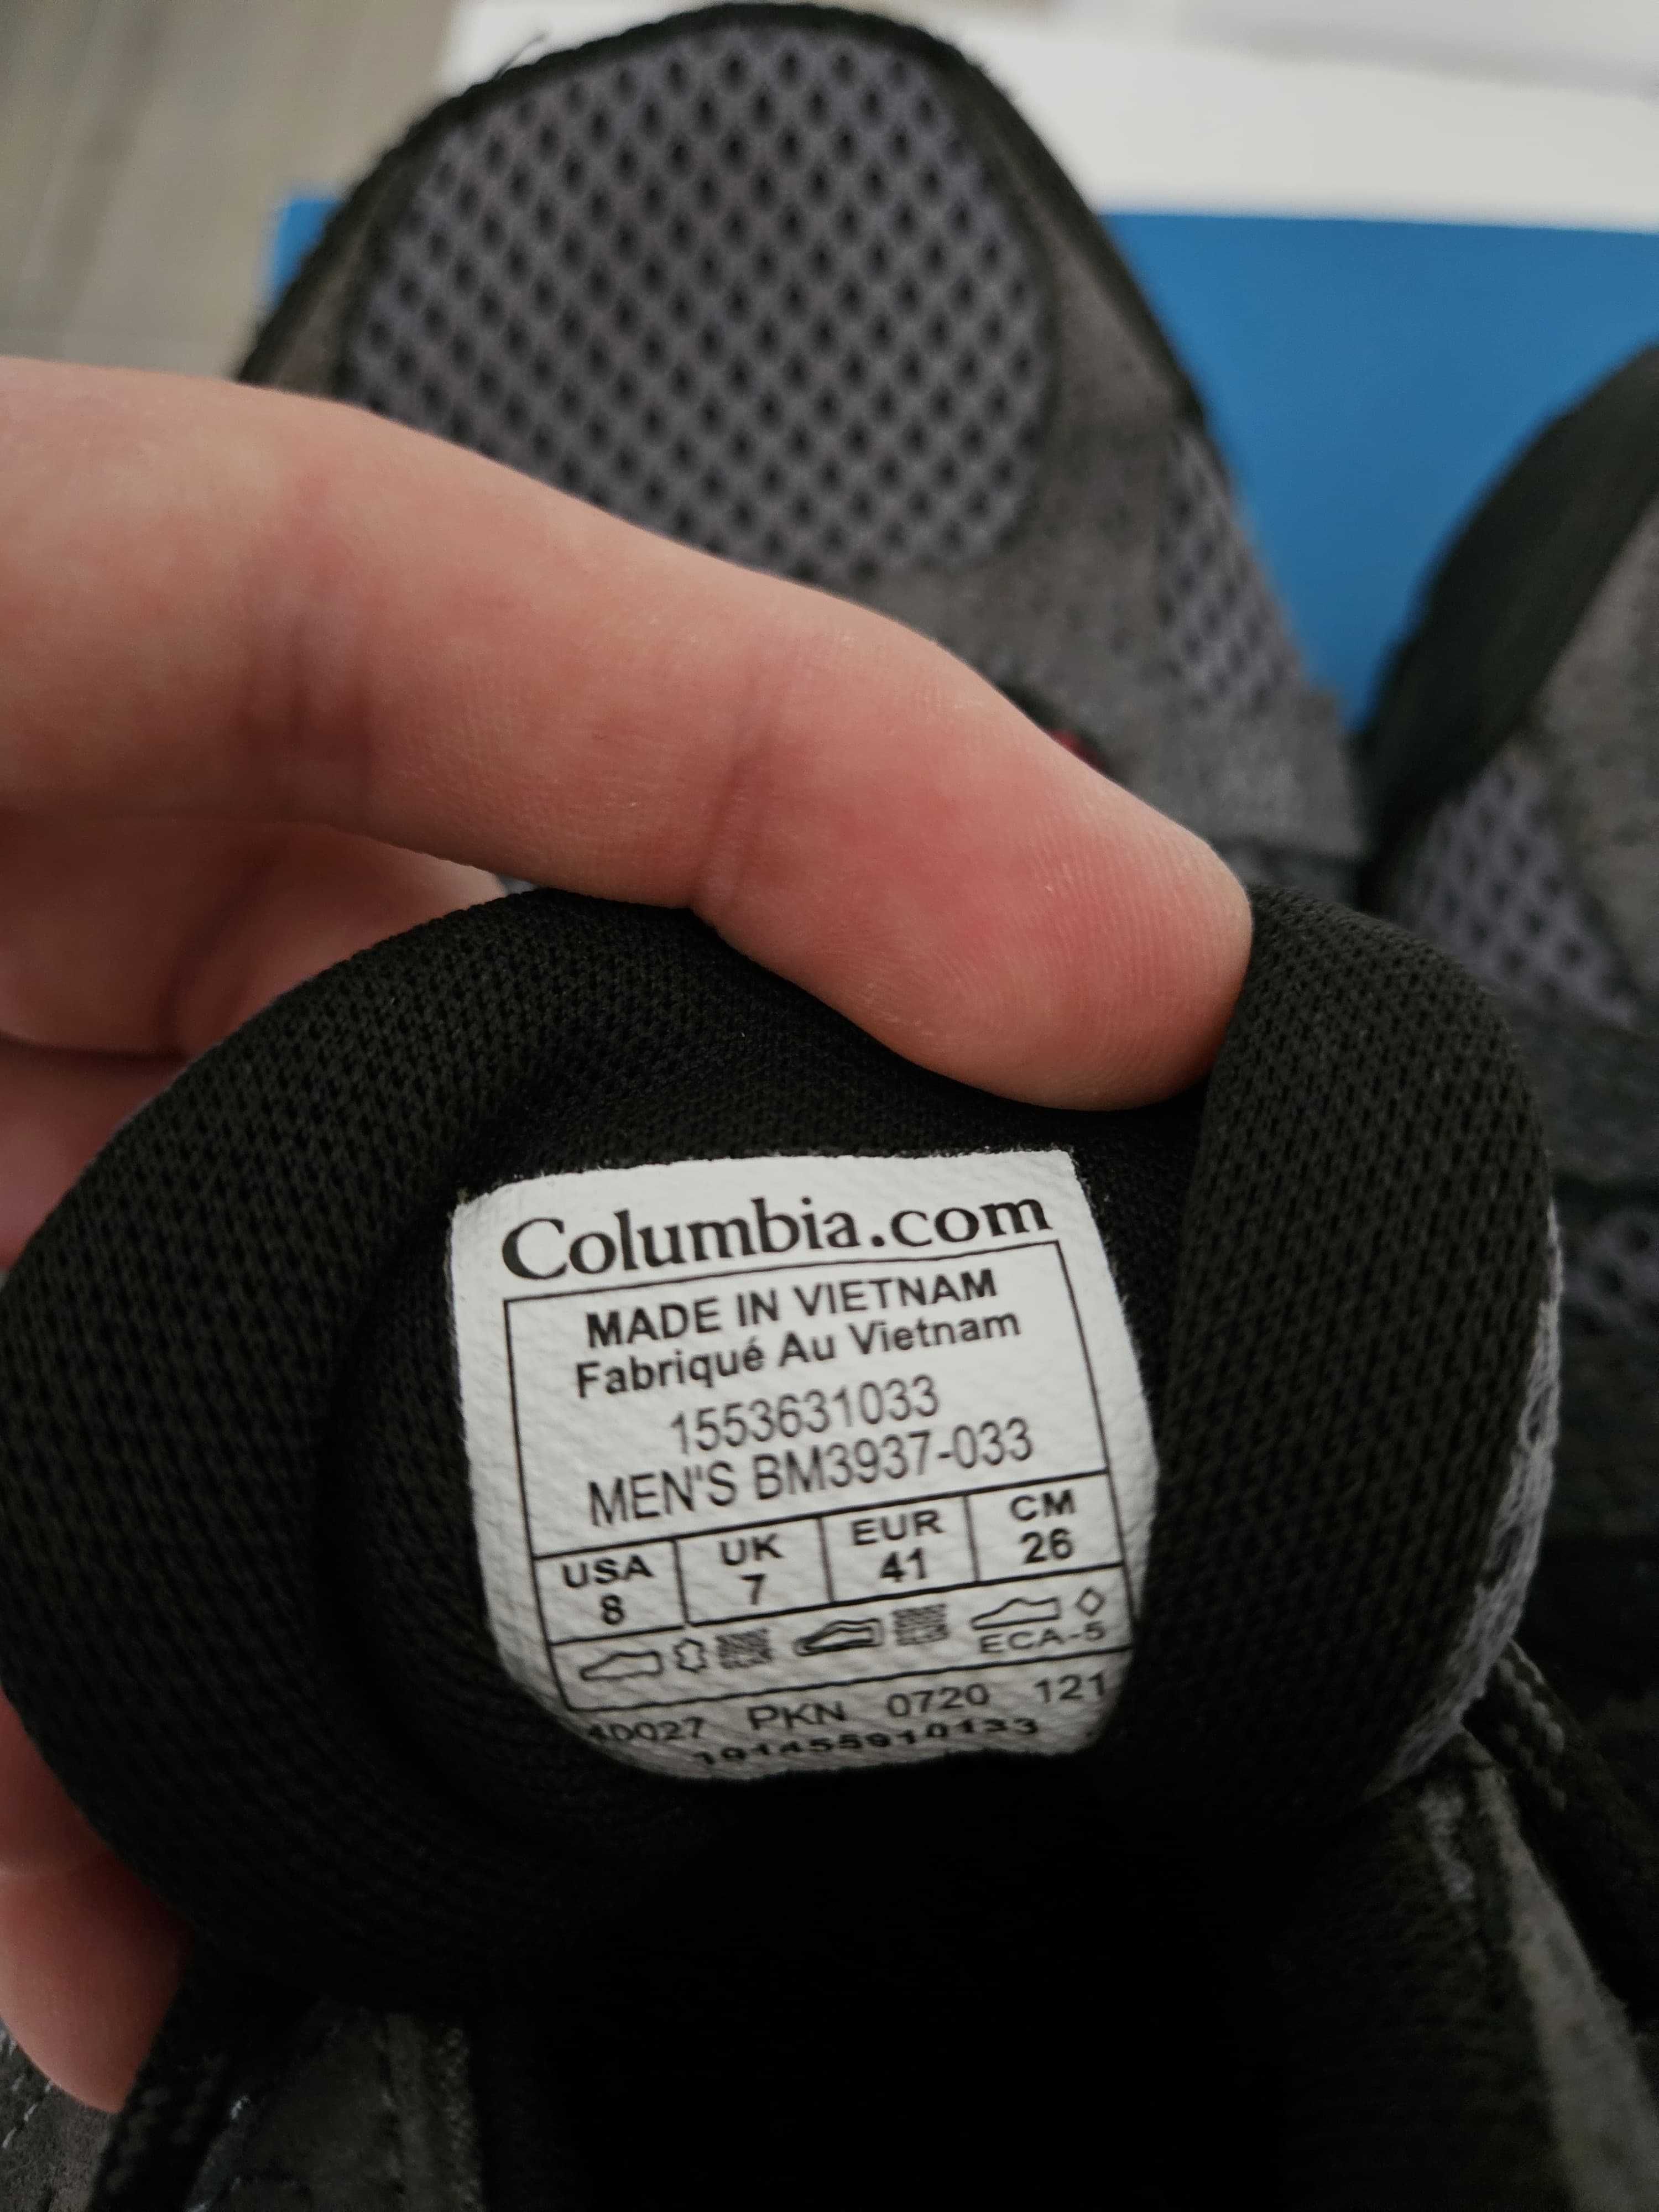 Columbia.com
MADE IN VIETNAM
Fabriqué Au Vietnam
1553631033
MEN'S BM3937-033
USA UK EUR CM
8 7 41 26
ECA-5
PKN 0720 121